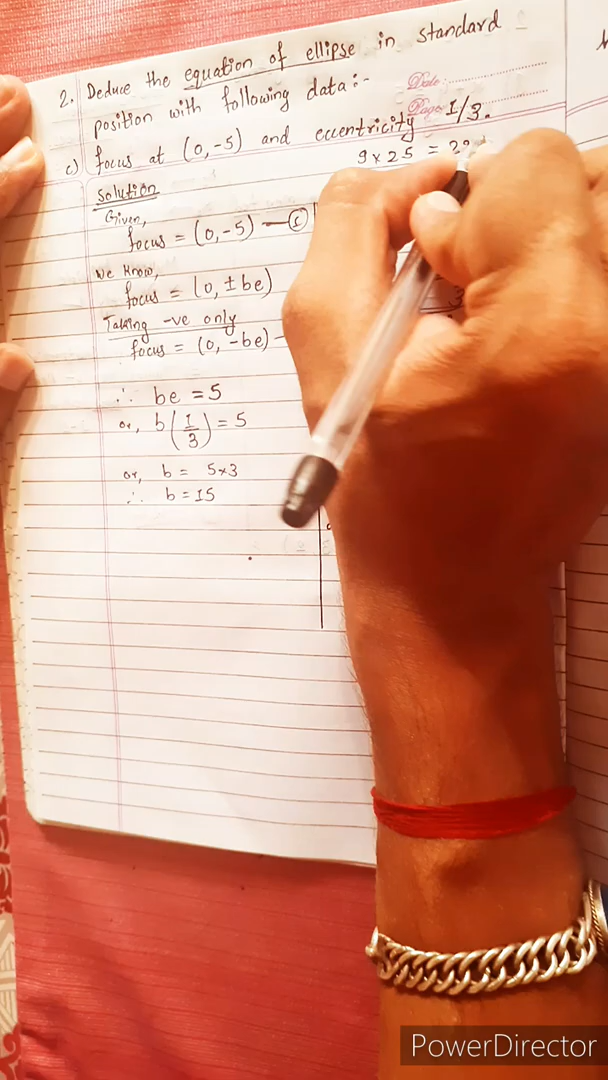 2. Deduce the equation of ellipse in standard
position with following data:-
Date:
Page:
c) focus at (0,-5) and eccentricity 1/3.
Solution
9 × 25 =
Given,
focus = (0,-5) — ①
We know,
focus = (0, ±be)
Taking -ve only
focus = (0, -be) -
∴ be = 5
or, b(1/3) = 5
or, b = 5×3
∴ b = 15
PowerDirector